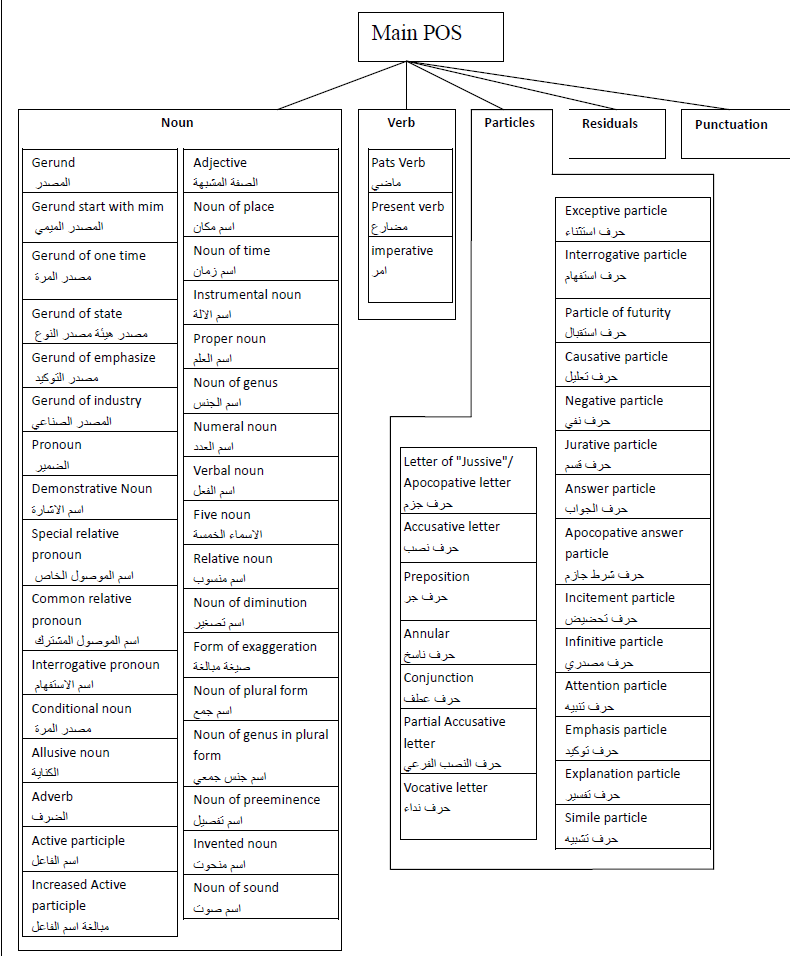 Main POS
Noun
Verb
Particles
Residuals
Punctuation
Gerund
المصدر
Gerund start with mim
المصدر الميمي
Gerund of one time
مصدر المرة
Gerund of state
مصدر هيئة مصدر النوع
Gerund of emphasize
مصدر التوكيد
Gerund of industry
المصدر الصناعي
Pronoun
الضمير
Demonstrative Noun
اسم الاشارة
Special relative
pronoun
اسم الموصول الخاص
Common relative
pronoun
اسم الموصول المشترك
Interrogative pronoun
اسم الاستفهام
Conditional noun
مصدر المرة
Allusive noun
الكناية
Adverb
الضرف
Active participle
اسم الفاعل
Increased Active
participle
مبالغة اسم الفاعل
Adjective
الصفة المشبهة
Noun of place
اسم مكان
Noun of time
اسم زمان
Instrumental noun
اسم الالة
Proper noun
اسم العلم
Noun of genus
اسم الجنس
Numeral noun
اسم العدد
Verbal noun
اسم الفعل
Five noun
الاسماء الخمسة
Relative noun
اسم منسوب
Noun of diminution
اسم تصغير
Form of exaggeration
صيغة مبالغة
Noun of plural form
اسم جمع
Noun of genus in plural
form
اسم جنس جمعي
Noun of preeminence
اسم تفضيل
Invented noun
اسم منحوت
Noun of sound
اسم صوت
Pats Verb
ماضي
Present verb
مضارع
imperative
امر
Letter of "Jussive"/
Apocopative letter
حرف جزم
Accusative letter
حرف نصب
Preposition
حرف جر
Annular
حرف ناسخ
Conjunction
حرف عطف
Partial Accusative
letter
حرف النصب الفرعي
Vocative letter
حرف نداء
Exceptive particle
حرف استثناء
Interrogative particle
حرف استفهام
Particle of futurity
حرف استقبال
Causative particle
حرف تعليل
Negative particle
حرف نفي
Jurative particle
حرف قسم
Answer particle
حرف الجواب
Apocopative answer
particle
حرف شرط جازم
Incitement particle
حرف تحضيض
Infinitive particle
حرف مصدري
Attention particle
حرف تنبيه
Emphasis particle
حرف توكيد
Explanation particle
حرف تفسير
Simile particle
حرف تشبيه